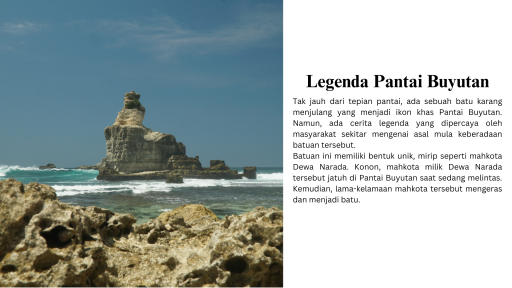 Legenda Pantai Buyutan
Tak jauh dari tepian pantai, ada sebuah batu karang
menjulang yang menjadi ikon khas Pantai Buyutan.
Namun, ada cerita legenda yang dipercaya oleh
masyarakat sekitar mengenai asal mula keberadaan
batuan tersebut.
Batuan ini memiliki bentuk unik, mirip seperti mahkota
Dewa Narada. Konon, mahkota milik Dewa Narada
tersebut jatuh di Pantai Buyutan saat sedang melintas.
Kemudian, lama-kelamaan mahkota tersebut mengeras
dan menjadi batu.